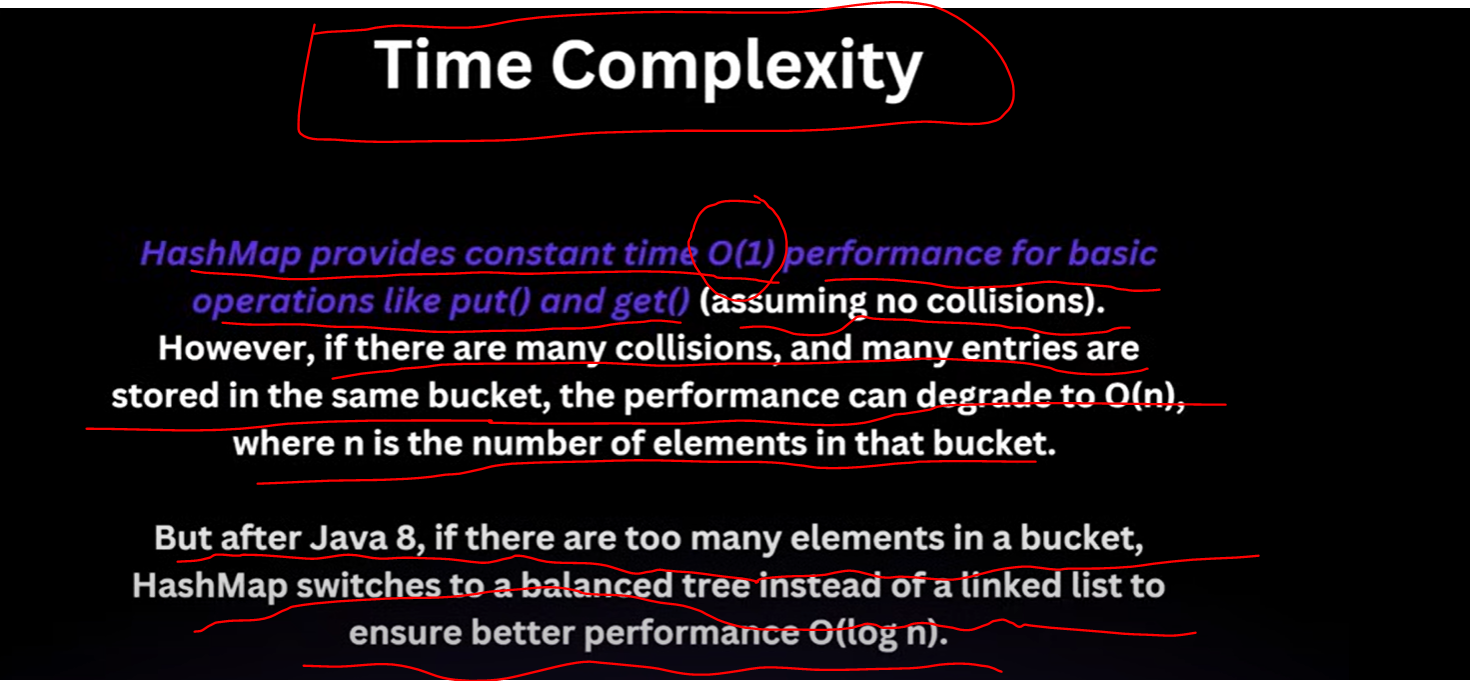 Time Complexity
HashMap provides constant time O(1) performance for basic
operations like put() and get() (assuming no collisions).
However, if there are many collisions, and many entries are
stored in the same bucket, the performance can degrade to O(n),
where n is the number of elements in that bucket.
But after Java 8, if there are too many elements in a bucket,
HashMap switches to a balanced tree instead of a linked list to
ensure better performance O(log n).